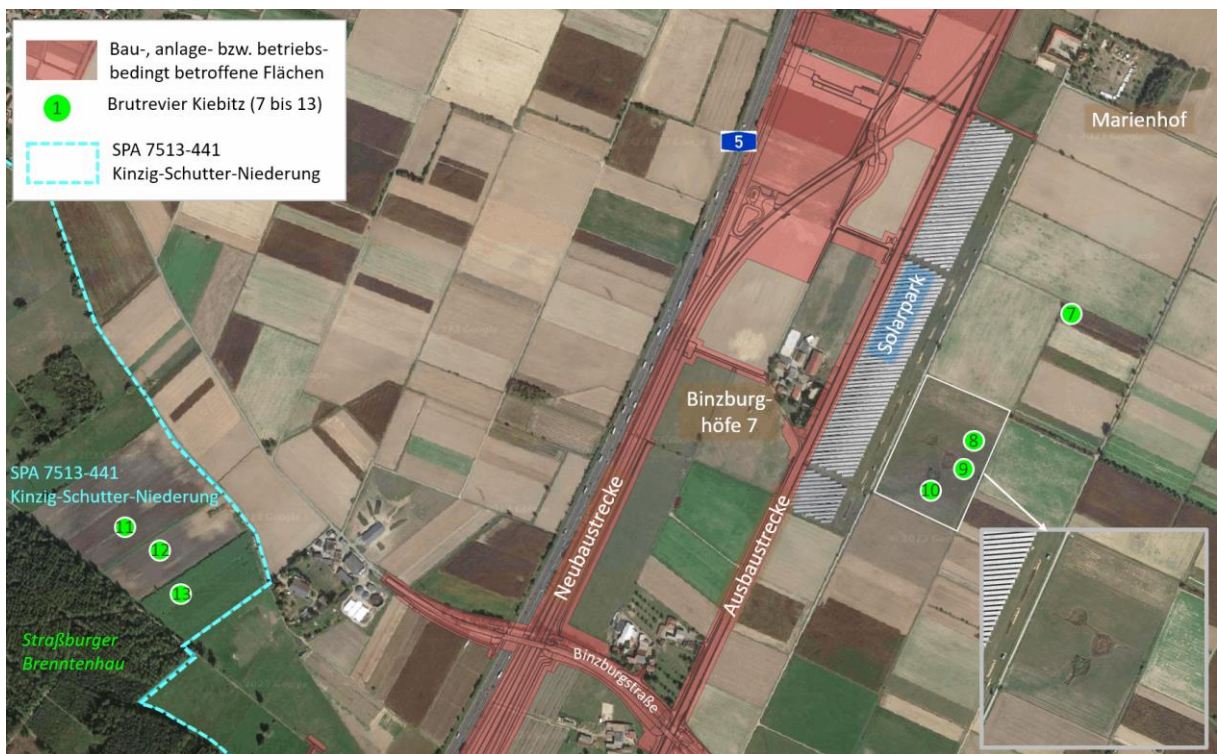 Bau-, anlage- bzw. betriebs-
bedingt betroffene Flächen
1
Brutrevier Kiebitz (7 bis 13)
SPA 7513-441
Kinzig-Schutter-Niederung
5
Marienhof
Solarpark
7
Binzburg-
höfe 7
8
9
10
SPA 7513-441
Kinzig-Schutter-Niederung
11
12
13
Neubaustrecke
Ausbaustrecke
Straßburger
Brenntenhau
Binzburgstraße